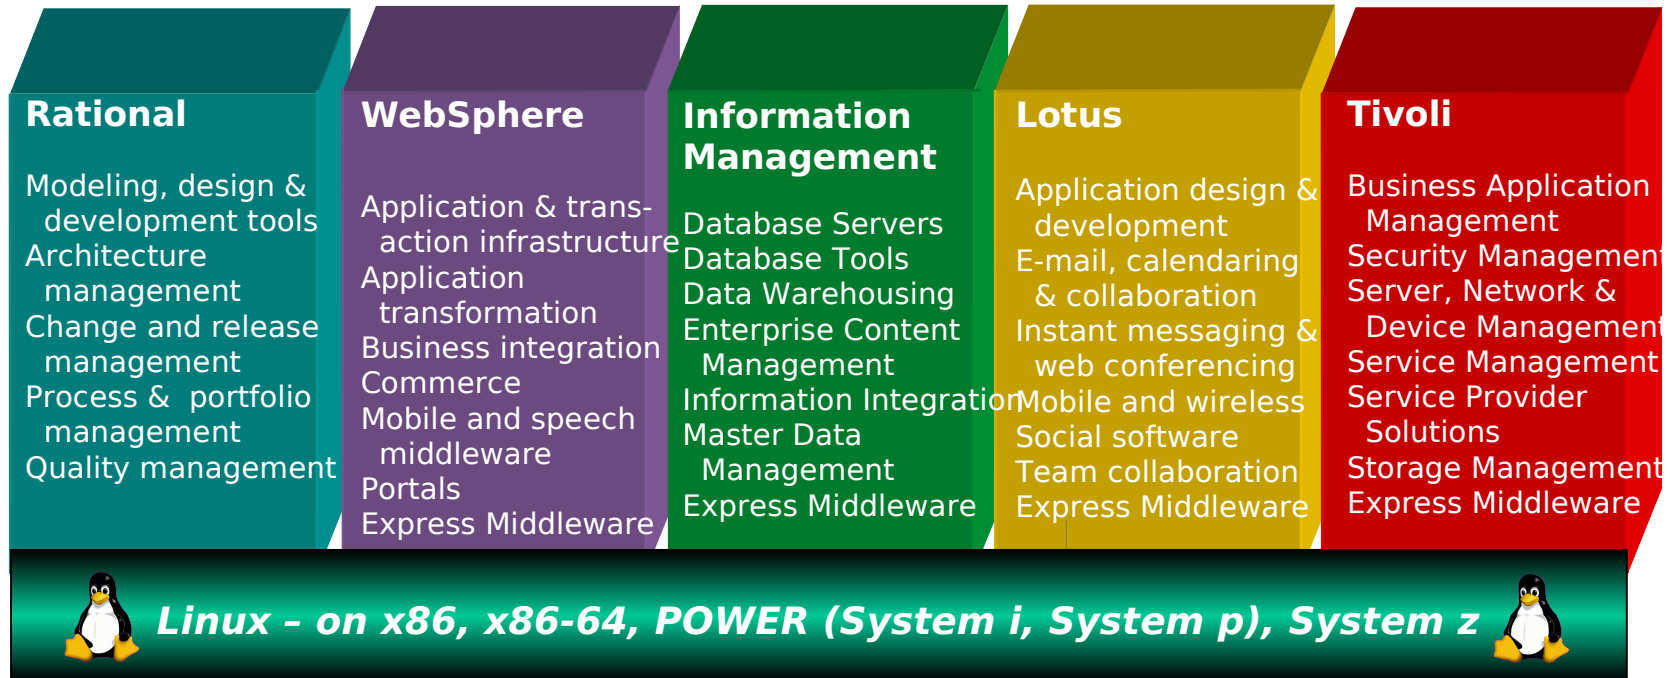 Rational
Modeling, design &
development tools
Architecture
management
Change and release
management
Process &  portfolio
management
Quality management
WebSphere
Application & trans-
action infrastructure
Application
transformation
Business integration
Commerce
Mobile and speech
middleware
Portals
Express Middleware
Information
Management
Database Servers
Database Tools
Data Warehousing
Enterprise Content
Management
Information Integration
Master Data
Management
Express Middleware
Lotus
Application design &
development
E-mail, calendaring
& collaboration
Instant messaging &
web conferencing
Mobile and wireless
Social software
Team collaboration
Express Middleware
Tivoli
Business Application
Management
Security Management
Server, Network &
Device Management
Service Management
Service Provider
Solutions
Storage Management
Express Middleware
Linux – on x86, x86-64, POWER (System i, System p), System z